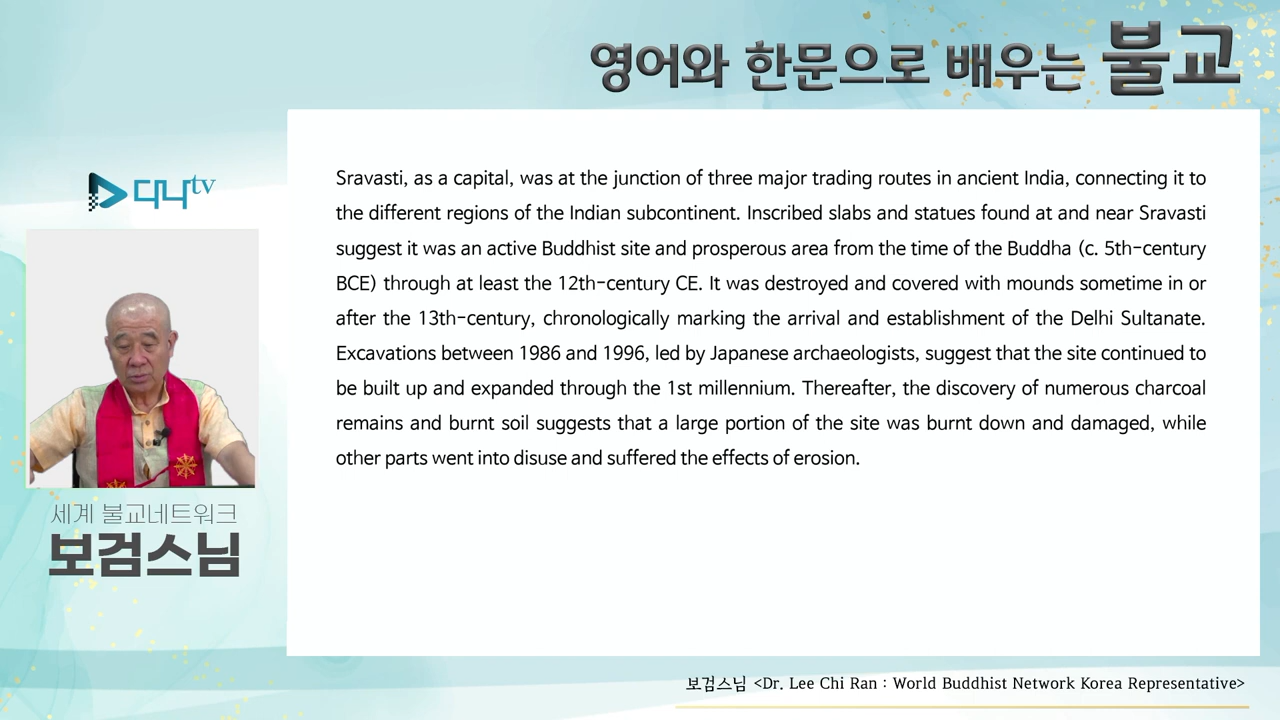 영어와 한문으로 배우는 불교
Sravasti, as a capital, was at the junction of three major trading routes in ancient India, connecting it to
the different regions of the Indian subcontinent. Inscribed slabs and statues found at and near Sravasti
suggest it was an active Buddhist site and prosperous area from the time of the Buddha (c. 5th-century
BCE) through at least the 12th-century CE. It was destroyed and covered with mounds sometime in or
after the 13th-century, chronologically marking the arrival and establishment of the Delhi Sultanate.
Excavations between 1986 and 1996, led by Japanese archaeologists, suggest that the site continued to
be built up and expanded through the 1st millennium. Thereafter, the discovery of numerous charcoal
remains and burnt soil suggests that a large portion of the site was burnt down and damaged, while
other parts went into disuse and suffered the effects of erosion.
다나tv
세계 불교네트워크
보검스님
보검스님 <Dr. Lee Chi Ran : World Buddhist Network Korea Representative>